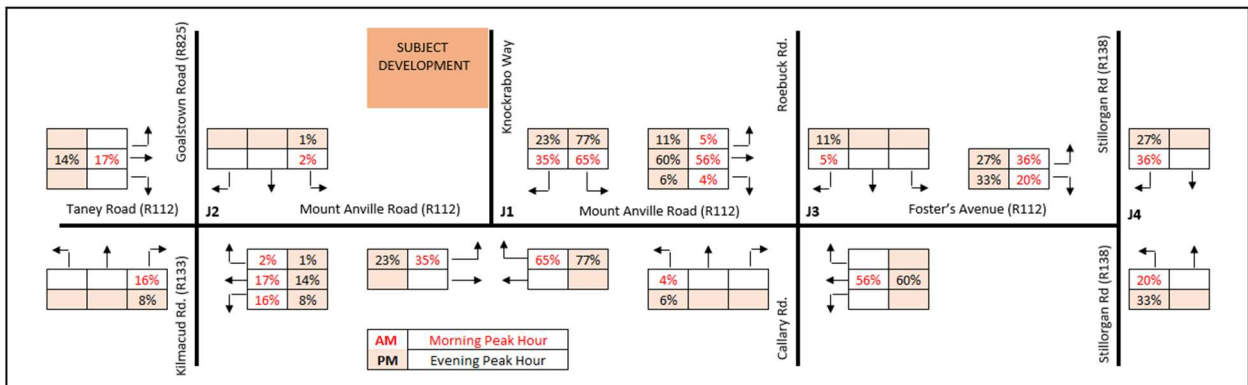 SUBJECT
DEVELOPMENT
Goalstown Road (R825)
Knockrabo Way
Roebuck Rd.
Stillorgan Rd (R138)
14% 17%
1%
2%
23% 77%
35% 65%
11% 5%
60% 56%
6% 4%
11%
5%
27% 36%
33% 20%
27%
36%
Taney Road (R112)
J2
Mount Anville Road (R112)
J1
Mount Anville Road (R112)
J3
Foster's Avenue (R112)
J4
16%
8%
Kilmacud Rd. (R133)
2% 1%
17% 14%
16% 8%
23% 35%
65% 77%
4%
6%
Callary Rd.
56% 60%
Stillorgan Rd (R138)
20%
33%
AM Morning Peak Hour
PM Evening Peak Hour